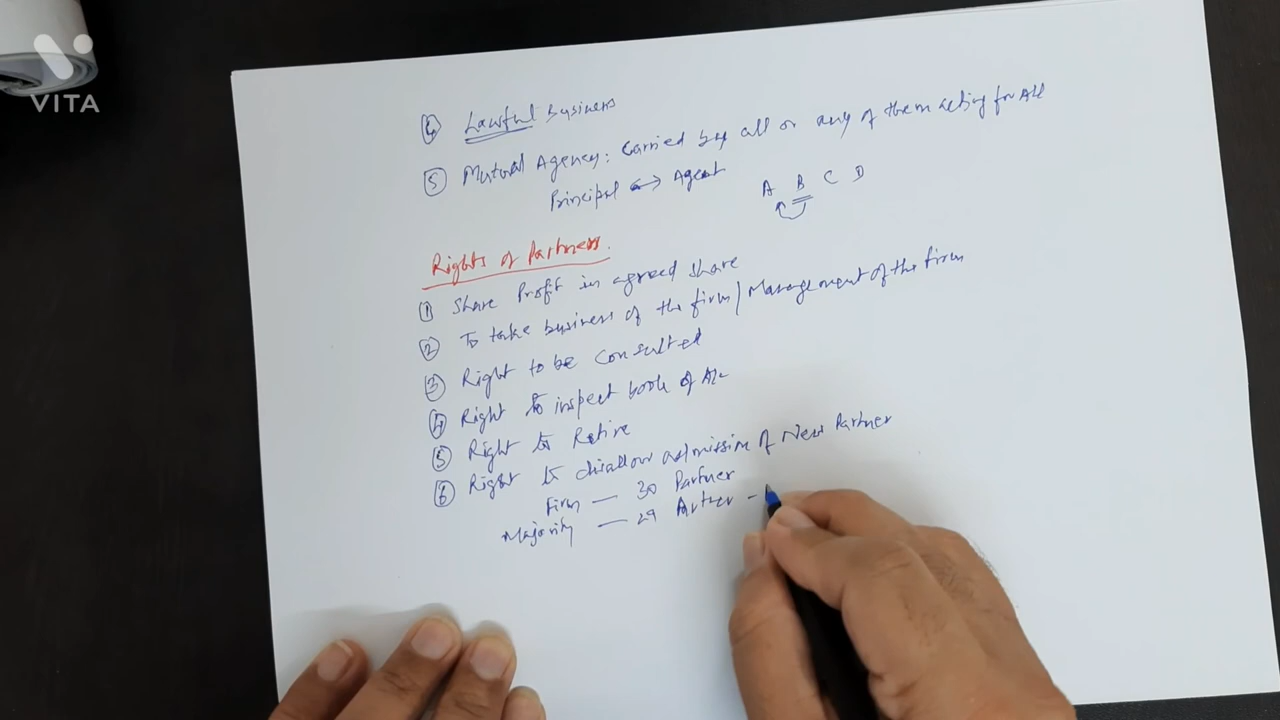 VITA
④ Lawful Business
⑤ Mutual Agency: Carried by all or any of them acting for All
Principal ↔ Agent
A B C D
Rights of Partners.
① Share Profit in agreed share
② To take business of the firm / Management of the firm
③ Right to be consulted
④ Right to inspect book of A/c
⑤ Right to Retire
⑥ Right to disallow admission of New Partner
Firm — 30 Partner
Majority — 29 Partner -